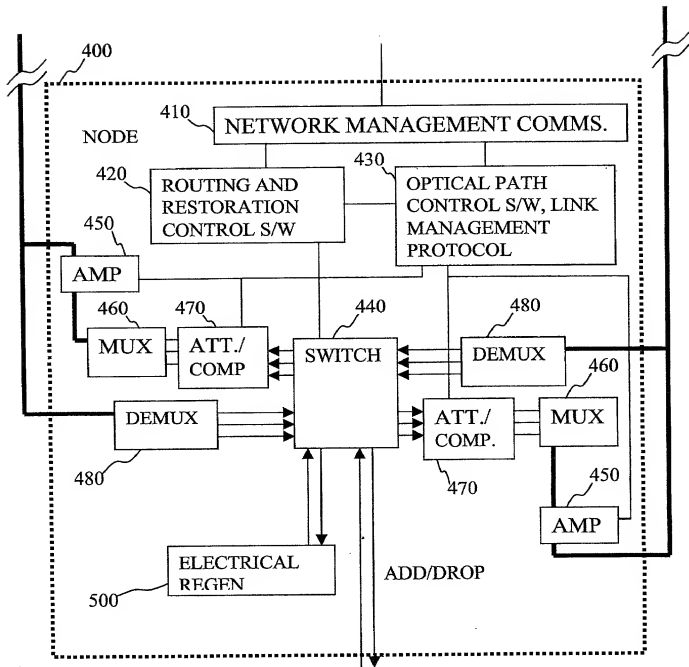 400
410
NETWORK MANAGEMENT COMMS.
NODE
420
ROUTING AND
RESTORATION
CONTROL S/W
430
OPTICAL PATH
CONTROL S/W, LINK
MANAGEMENT
PROTOCOL
450
AMP
460
MUX
470
ATT./
COMP
440
SWITCH
480
DEMUX
460
MUX
DEMUX
480
ATT./
COMP.
470
450
AMP
ELECTRICAL
REGEN
500
ADD/DROP